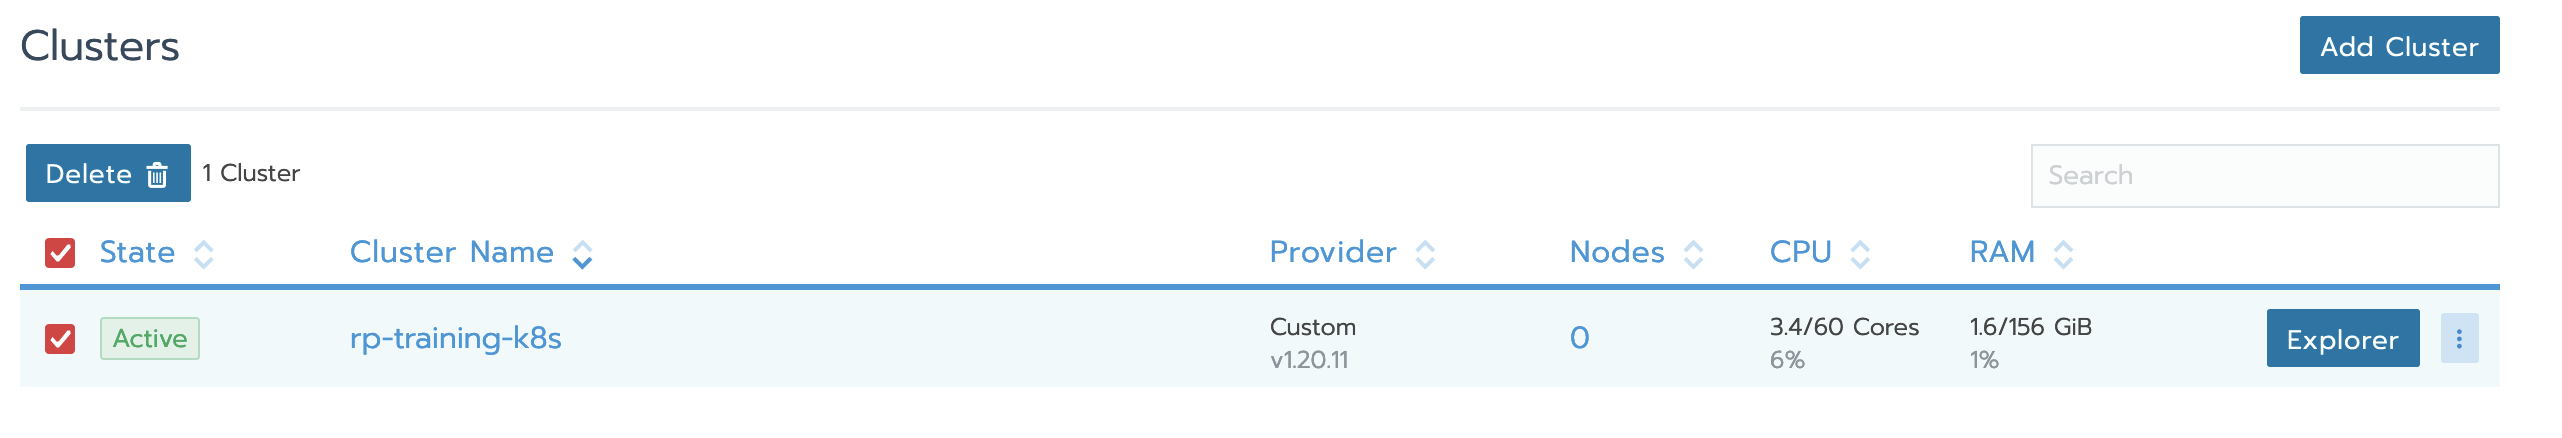 Clusters
Add Cluster
Delete
1 Cluster
Search
State Cluster Name Provider Nodes CPU RAM
Active rp-training-k8s Custom 0 3.4/60 Cores 1.6/156 GiB Explorer
v1.20.11 6% 1%